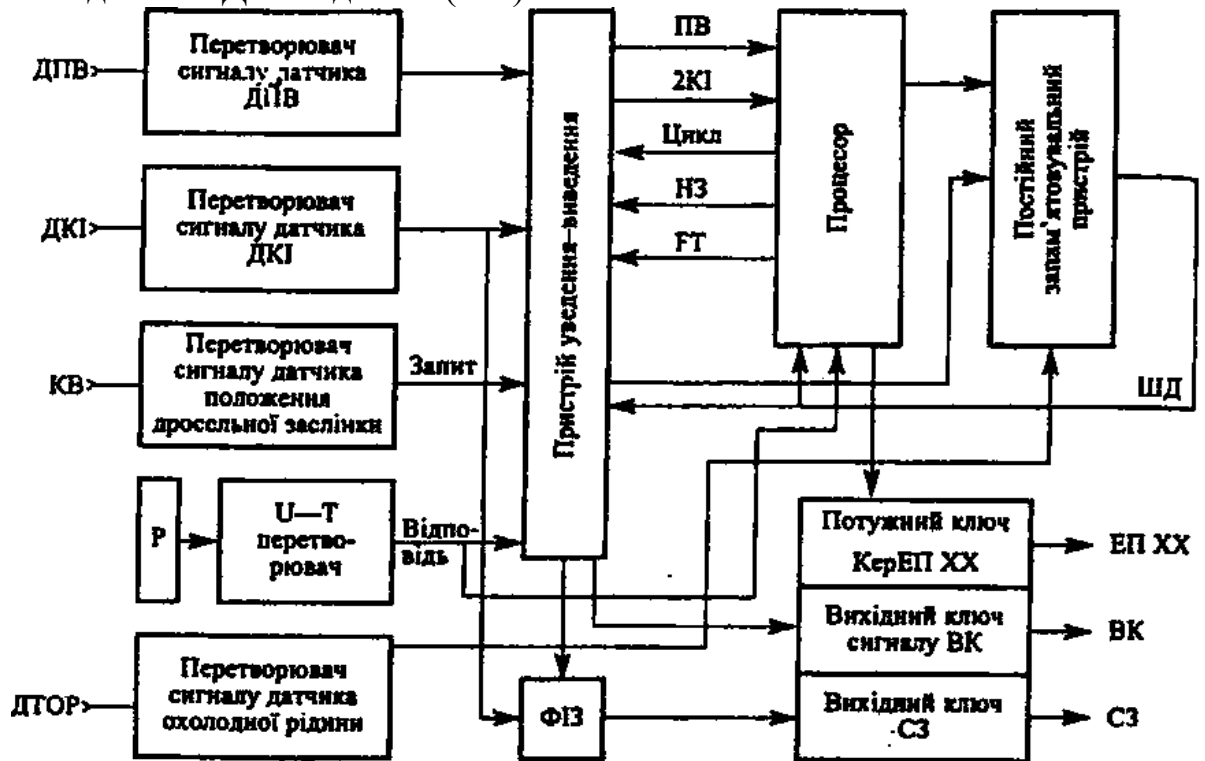 ДПВ
Перетворювач
сигналу датчика
ДПВ
ДКІ
Перетворювач
сигналу датчика
ДКІ
КВ
Перетворювач
сигналу датчика
положення
дросельної заслінки
Запит
Р
U—T
перетво-
рювач
Відпо-
відь
ДТОР
Перетворювач
сигналу датчика
охолодної рідини
Пристрій уведення–виведення
ПВ
2КІ
Цикл
НЗ
FT
Процесор
Постійний
запам`ятовувальний
пристрій
ШД
ФІЗ
Потужний ключ
КерЕП ХХ
ЕП ХХ
Вихідний ключ
сигналу ВК
ВК
Вихідний ключ
СЗ
СЗ